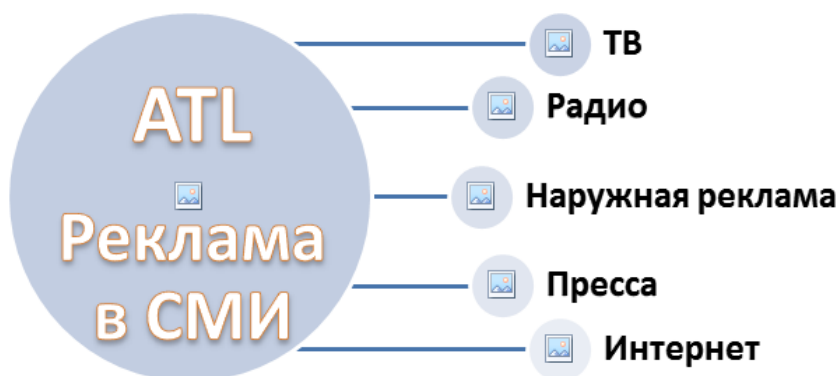 ATL
Реклама
в СМИ
ТВ
Радио
Наружная реклама
Пресса
Интернет